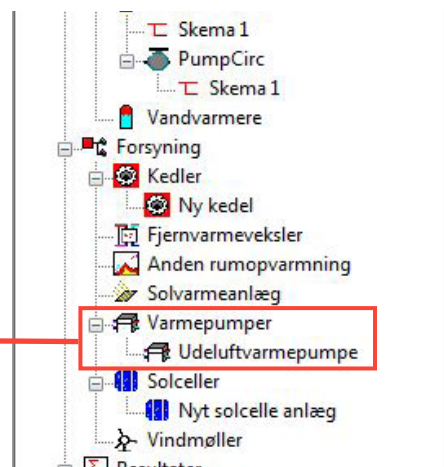 Skema 1
PumpCirc
Skema 1
Vandvarmere
Forsyning
Kedler
Ny kedel
Fjernvarmeveksler
Anden rumopvarmning
Solvarmeanlæg
Varmepumper
Udeluftvarmepumpe
Solceller
Nyt solcelle anlæg
Vindmøller